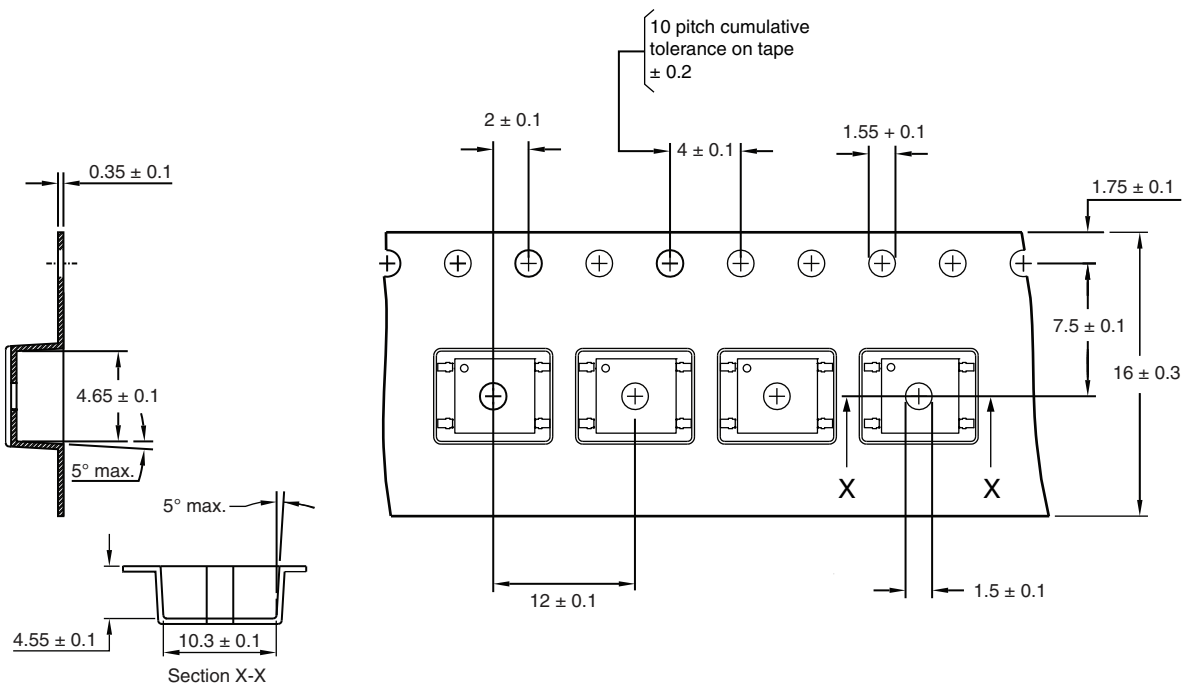 10 pitch cumulative
tolerance on tape
± 0.2
2 ± 0.1
4 ± 0.1
1.55 + 0.1
1.75 ± 0.1
0.35 ± 0.1
7.5 ± 0.1
16 ± 0.3
4.65 ± 0.1
5° max.
X
X
5° max.
12 ± 0.1
1.5 ± 0.1
4.55 ± 0.1
10.3 ± 0.1
Section X-X